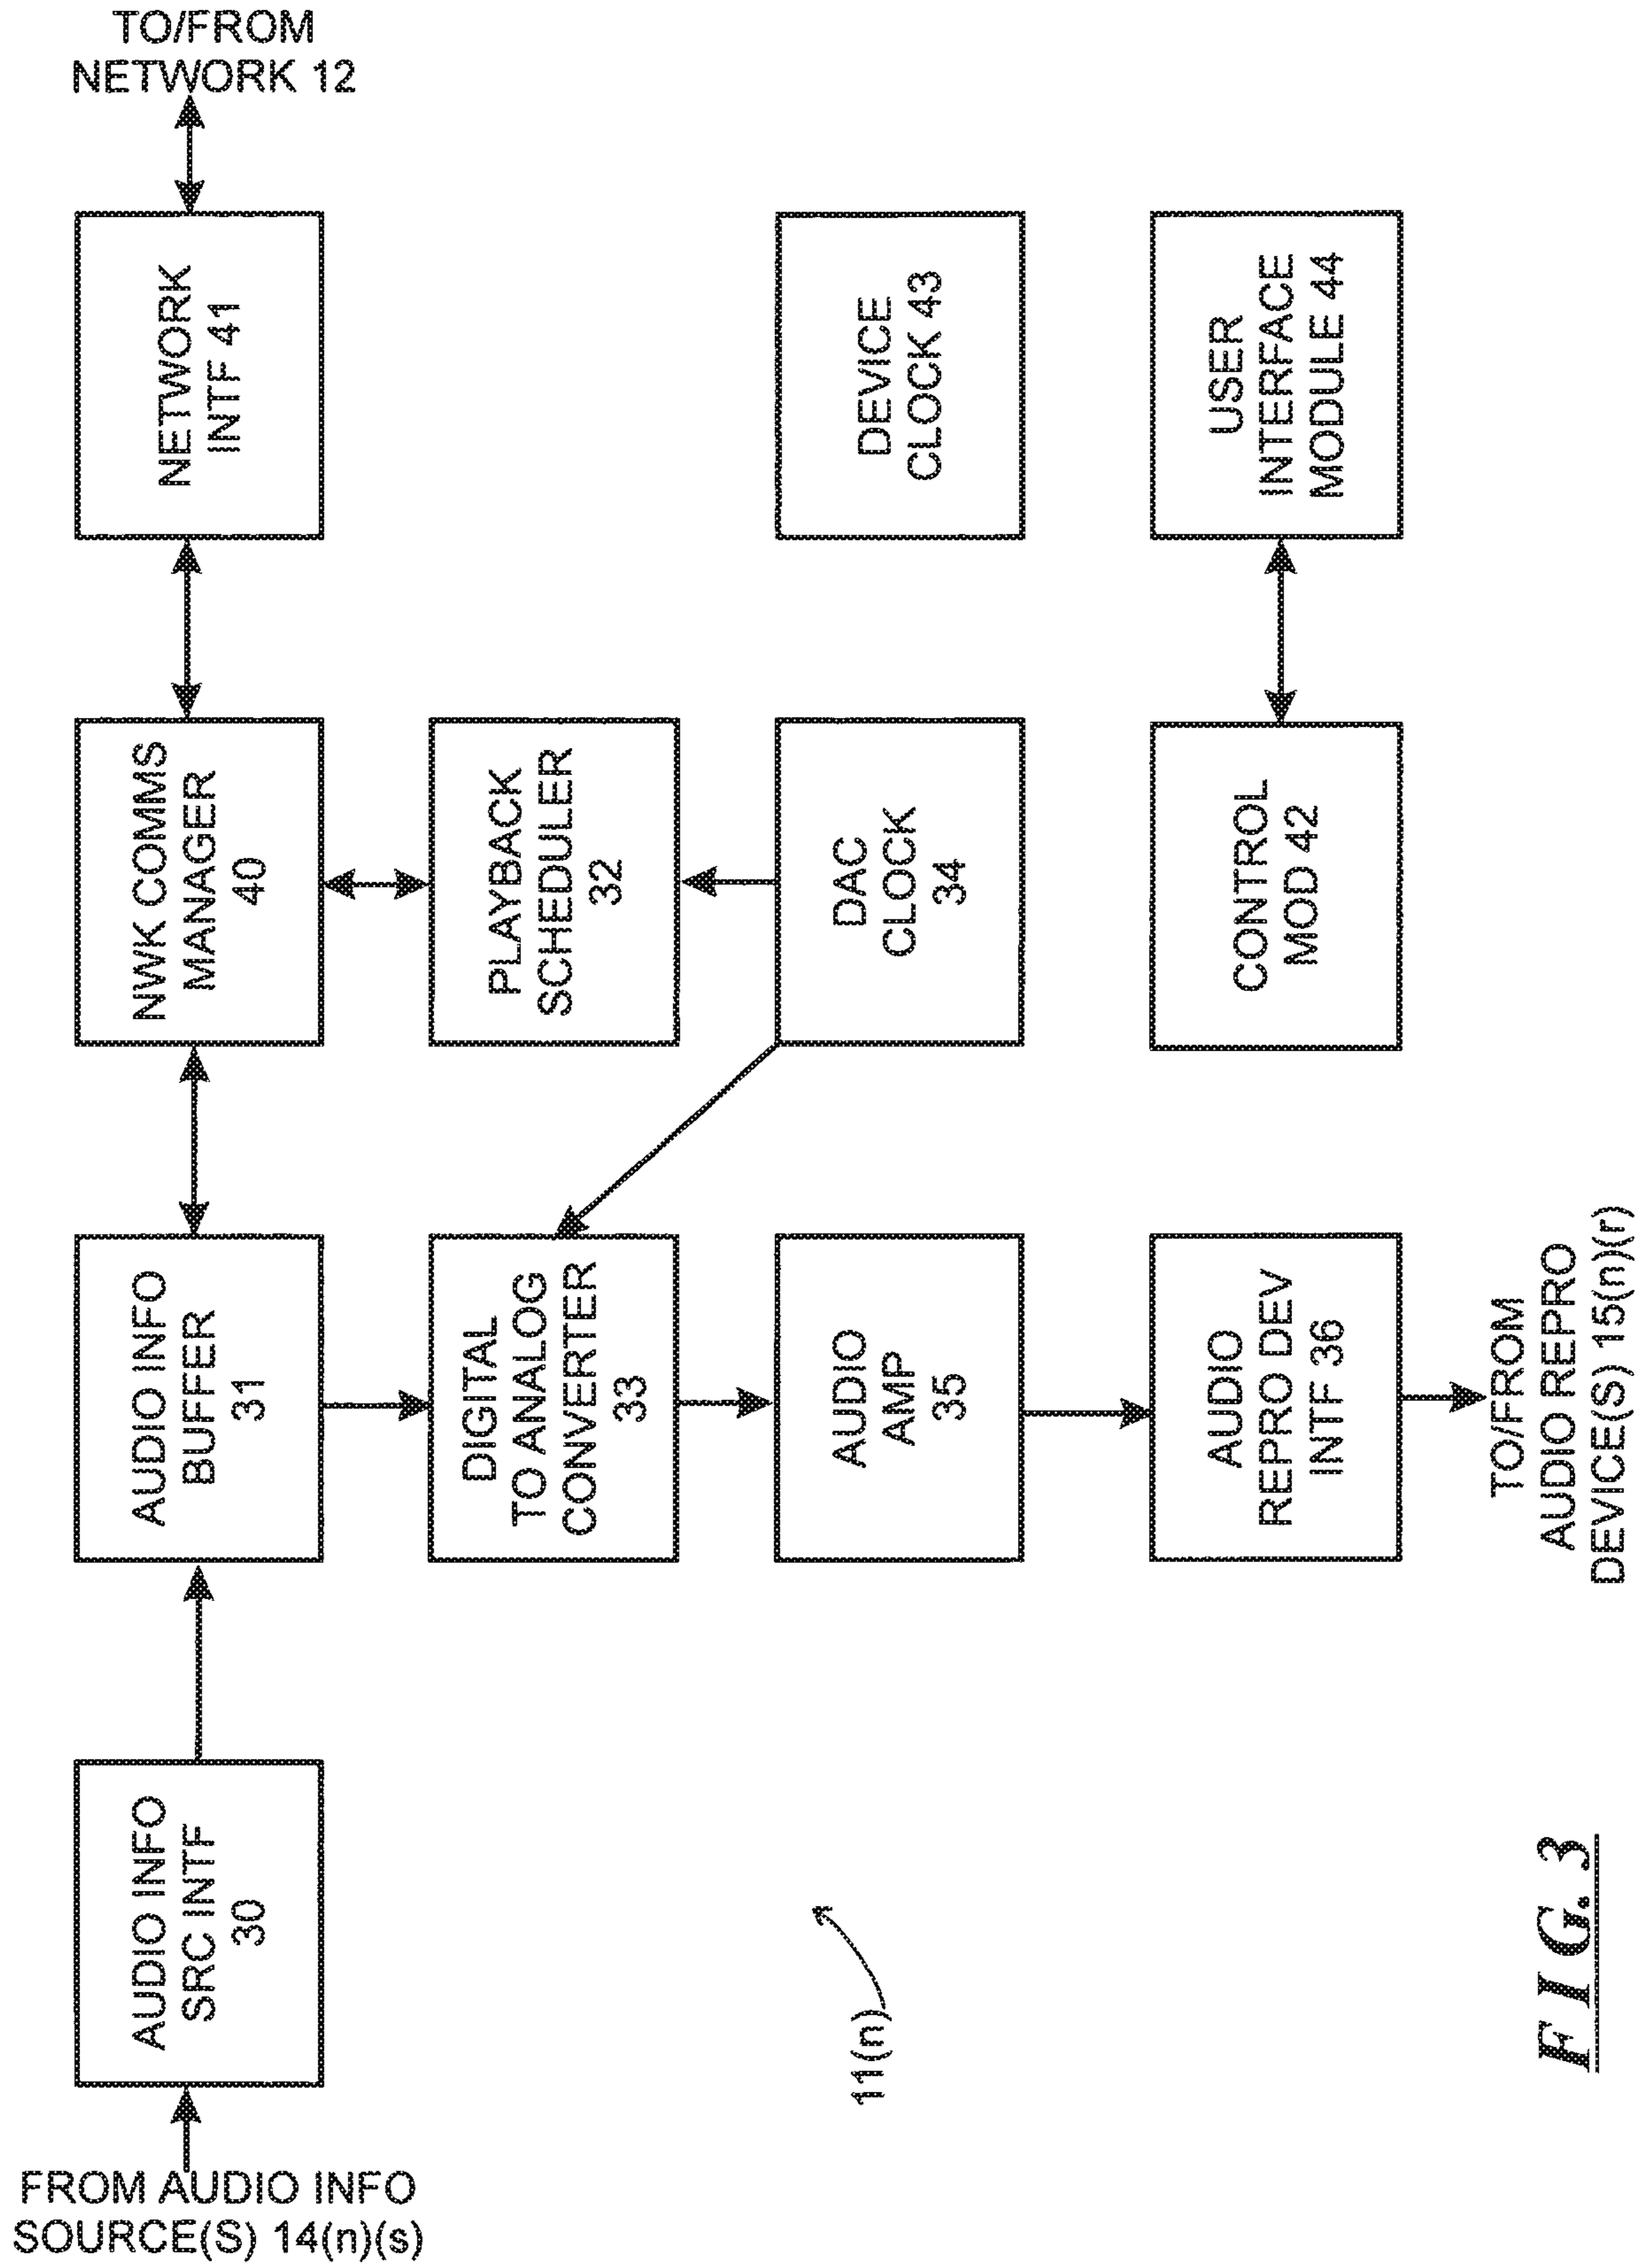 TO/FROM
NETWORK 12
NETWORK
INTF 41
DEVICE
CLOCK 43
USER
INTERFACE
MODULE 44
NWK COMMS
MANAGER
40
PLAYBACK
SCHEDULER
32
DAC
CLOCK
34
CONTROL
MOD 42
AUDIO INFO
BUFFER
31
DIGITAL
TO ANALOG
CONVERTER
33
AUDIO
AMP
35
AUDIO
REPRO DEV
INTF 36
TO/FROM
AUDIO REPRO
DEVICE(S) 15(n)(r)
AUDIO INFO
SRC INTF
30
11(n)
FROM AUDIO INFO
SOURCE(S) 14(n)(s)
FIG. 3